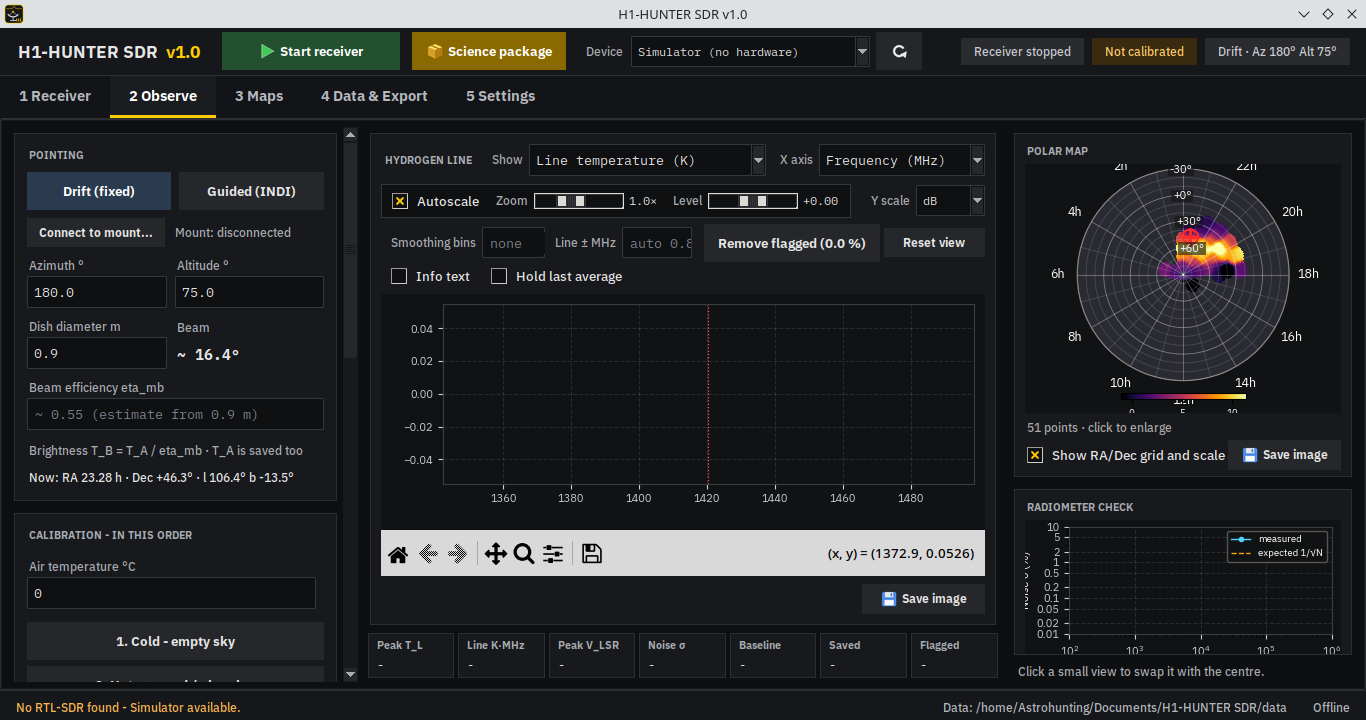 H1-HUNTER SDR v1.0
H1-HUNTER SDR v1.0
Start receiver
Science package
Device
Simulator (no hardware)
Receiver stopped
Not calibrated
Drift · Az 180° Alt 75°
1 Receiver
2 Observe
3 Maps
4 Data & Export
5 Settings
POINTING
Drift (fixed)
Guided (INDI)
Connect to mount...
Mount: disconnected
Azimuth °
Altitude °
180.0
75.0
Dish diameter m
Beam
0.9
~ 16.4°
Beam efficiency eta_mb
~ 0.55 (estimate from 0.9 m)
Brightness T_B = T_A / eta_mb · T_A is saved too
Now: RA 23.28 h · Dec +46.3° · l 106.4° b -13.5°
CALIBRATION - IN THIS ORDER
Air temperature °C
0
1. Cold - empty sky
HYDROGEN LINE
Show
Line temperature (K)
X axis
Frequency (MHz)
Autoscale
Zoom
1.0×
Level
+0.00
Y scale
dB
Smoothing bins
none
Line ± MHz
auto 0.8
Remove flagged (0.0 %)
Reset view
Info text
Hold last average
0.04
0.02
0.00
−0.02
−0.04
1360
1380
1400
1420
1440
1460
1480
(x, y) = (1372.9, 0.0526)
Save image
Peak T_L
-
Line K·MHz
-
Peak V_LSR
-
Noise σ
-
Baseline
-
Saved
-
Flagged
-
POLAR MAP
2h
-30°
22h
+0°
4h
20h
+30°
+60°
6h
18h
8h
16h
10h
14h
0
5
10
51 points · click to enlarge
Show RA/Dec grid and scale
Save image
RADIOMETER CHECK
10
5
2
1
0.5
0.2
0.1
0.05
0.02
0.01
measured
expected 1/√N
10²
10³
10⁴
10⁵
10⁶
Click a small view to swap it with the centre.
No RTL-SDR found - Simulator available.
Data: /home/Astrohunting/Documents/H1-HUNTER SDR/data
Offline